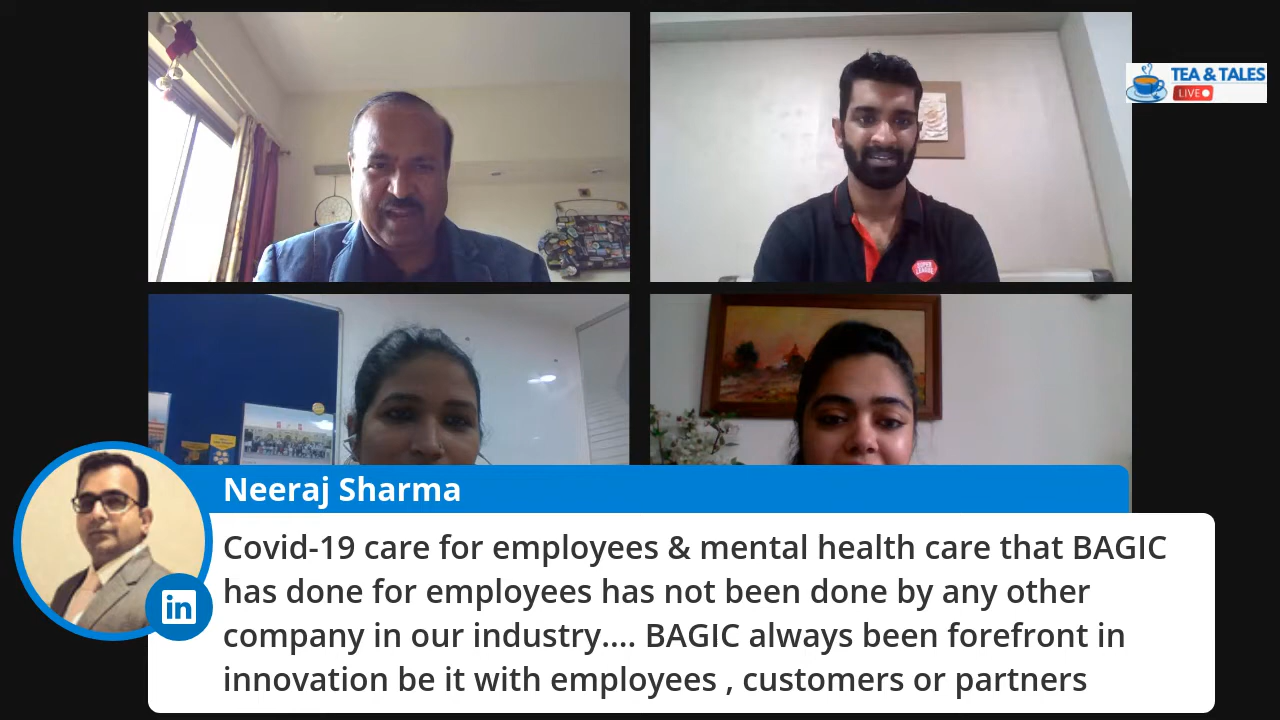 TEA & TALES
LIVE
Neeraj Sharma
Covid-19 care for employees & mental health care that BAGIC
has done for employees has not been done by any other
company in our industry.... BAGIC always been forefront in
innovation be it with employees , customers or partners
in